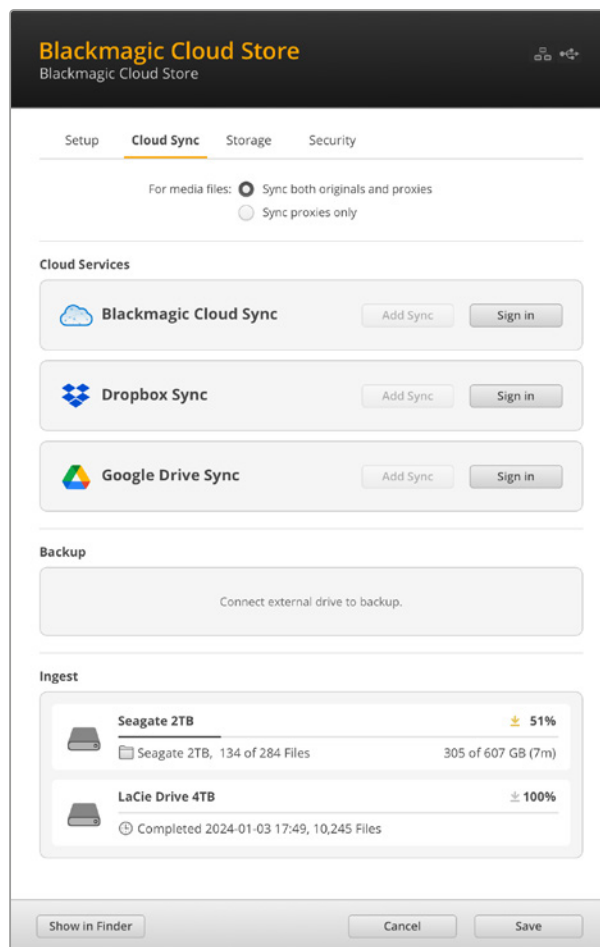 Blackmagic Cloud Store
Blackmagic Cloud Store
Setup Cloud Sync Storage Security
For media files: Sync both originals and proxies
Sync proxies only
Cloud Services
Blackmagic Cloud Sync Add Sync Sign in
Dropbox Sync Add Sync Sign in
Google Drive Sync Add Sync Sign in
Backup
Connect external drive to backup.
Ingest
Seagate 2TB 51%
Seagate 2TB, 134 of 284 Files 305 of 607 GB (7m)
LaCie Drive 4TB 100%
Completed 2024-01-03 17:49, 10,245 Files
Show in Finder Cancel Save